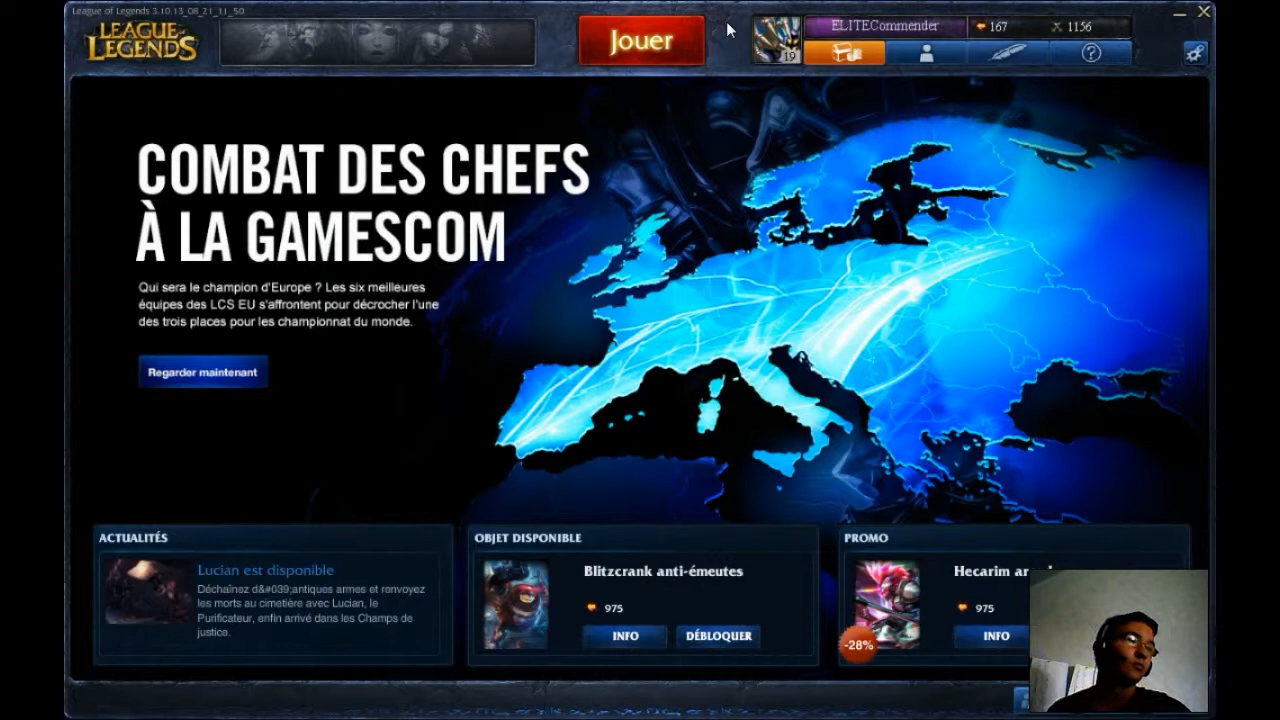 League of Legends 3.10.13_08_21_11_50
LEAGUE OF LEGENDS
Jouer
19
ELITECommender
167
1156
COMBAT DES CHEFS
À LA GAMESCOM
Qui sera le champion d'Europe ? Les six meilleures
équipes des LCS EU s'affrontent pour décrocher l'une
des trois places pour les championnat du monde.
Regarder maintenant
ACTUALITÉS
Lucian est disponible
Déchaînez d&#039;antiques armes et renvoyez
les morts au cimetière avec Lucian, le
Purificateur, enfin arrivé dans les Champs de
justice.
OBJET DISPONIBLE
Blitzcrank anti-émeutes
975
INFO
DÉBLOQUER
PROMO
Hecarim
975
INFO
-28%